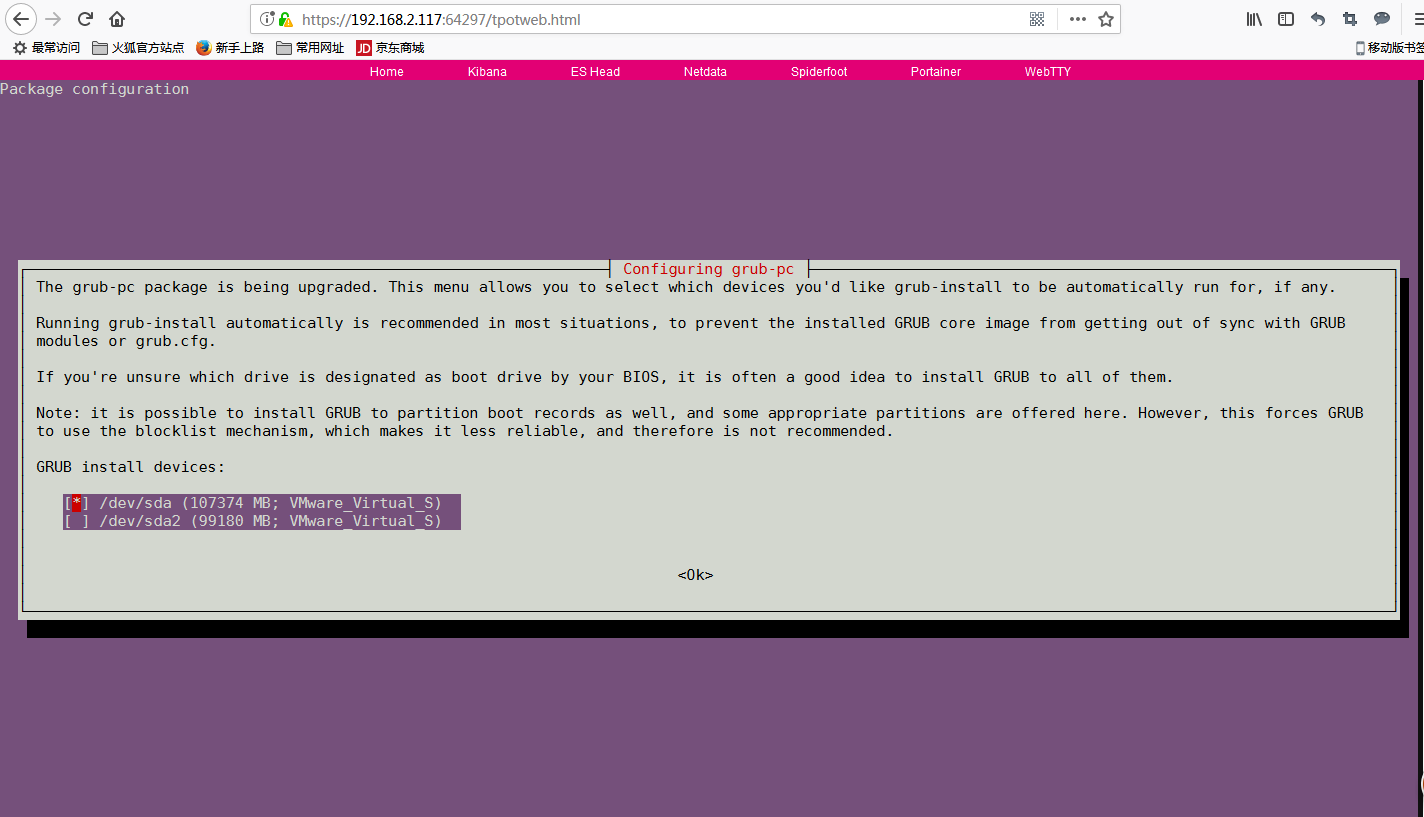 https://192.168.2.117:64297/tpotweb.html
最常访问 火狐官方站点 新手上路 常用网址 JD 京东商城 移动版书签
Home Kibana ES Head Netdata Spiderfoot Portainer WebTTY
Package configuration
Configuring grub-pc
The grub-pc package is being upgraded. This menu allows you to select which devices you'd like grub-install to be automatically run for, if any.
Running grub-install automatically is recommended in most situations, to prevent the installed GRUB core image from getting out of sync with GRUB
modules or grub.cfg.
If you're unsure which drive is designated as boot drive by your BIOS, it is often a good idea to install GRUB to all of them.
Note: it is possible to install GRUB to partition boot records as well, and some appropriate partitions are offered here. However, this forces GRUB
to use the blocklist mechanism, which makes it less reliable, and therefore is not recommended.
GRUB install devices:
[*] /dev/sda (107374 MB; VMware_Virtual_S)
[ ] /dev/sda2 (99180 MB; VMware_Virtual_S)
<Ok>